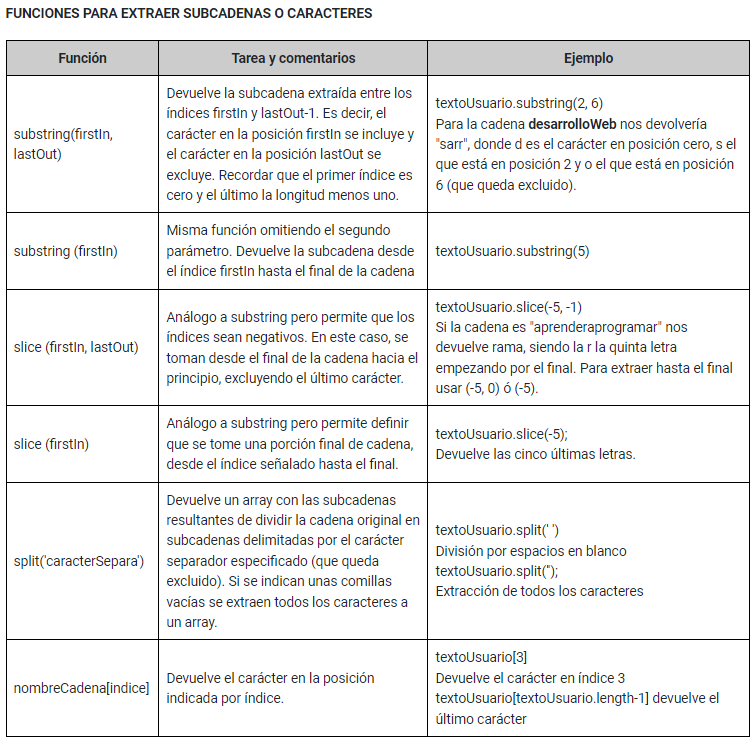 FUNCIONES PARA EXTRAER SUBCADENAS O CARACTERES
Función
Tarea y comentarios
Ejemplo
substring(firstIn,
lastOut)
Devuelve la subcadena extraída entre los
índices firstIn y lastOut-1. Es decir, el
carácter en la posición firstIn se incluye y
el carácter en la posición lastOut se
excluye. Recordar que el primer índice es
cero y el último la longitud menos uno.
textoUsuario.substring(2, 6)
Para la cadena desarrolloWeb nos devolvería
"sarr", donde d es el carácter en posición cero, s el
que está en posición 2 y o el que está en posición
6 (que queda excluido).
substring (firstIn)
Misma función omitiendo el segundo
parámetro. Devuelve la subcadena desde
el índice firstIn hasta el final de la cadena
textoUsuario.substring(5)
slice (firstIn, lastOut)
Análogo a substring pero permite que los
índices sean negativos. En este caso, se
toman desde el final de la cadena hacia el
principio, excluyendo el último carácter.
textoUsuario.slice(-5, -1)
Si la cadena es "aprenderaprogramar" nos
devuelve rama, siendo la r la quinta letra
empezando por el final. Para extraer hasta el final
usar (-5, 0) ó (-5).
slice (firstIn)
Análogo a substring pero permite definir
que se tome una porción final de cadena,
desde el índice señalado hasta el final.
textoUsuario.slice(-5);
Devuelve las cinco últimas letras.
split('caracterSepara')
Devuelve un array con las subcadenas
resultantes de dividir la cadena original en
subcadenas delimitadas por el carácter
separador especificado (que queda
excluido). Si se indican unas comillas
vacías se extraen todos los caracteres a
un array.
textoUsuario.split(' ')
División por espacios en blanco
textoUsuario.split('');
Extracción de todos los caracteres
nombreCadena[indice]
Devuelve el carácter en la posición
indicada por índice.
textoUsuario[3]
Devuelve el carácter en índice 3
textoUsuario[textoUsuario.length-1] devuelve el
último carácter